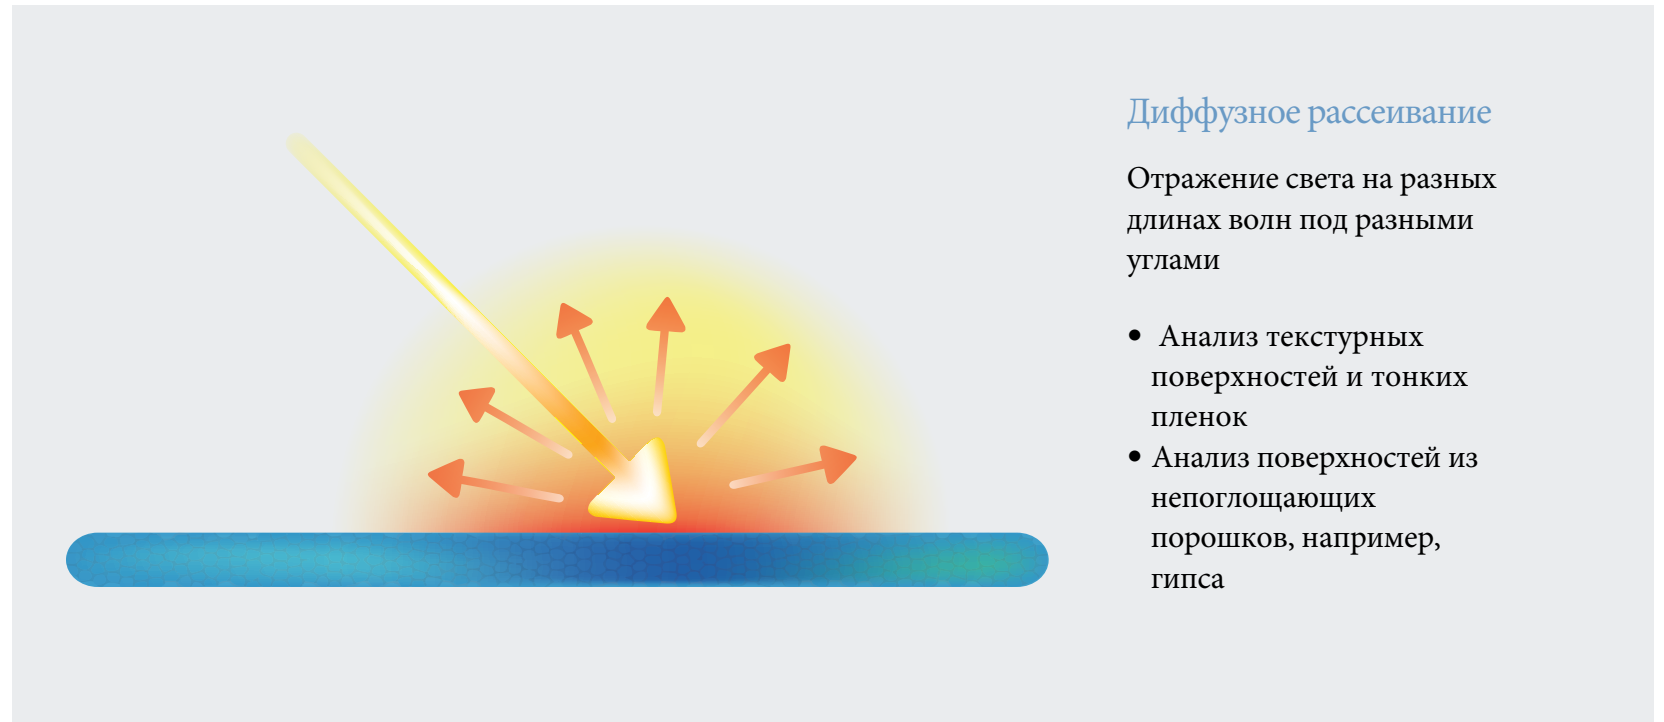 Диффузное рассеивание
Отражение света на разных
длинах волн под разными
углами
• Анализ текстурных
поверхностей и тонких
пленок
• Анализ поверхностей из
непоглощающих
порошков, например,
гипса